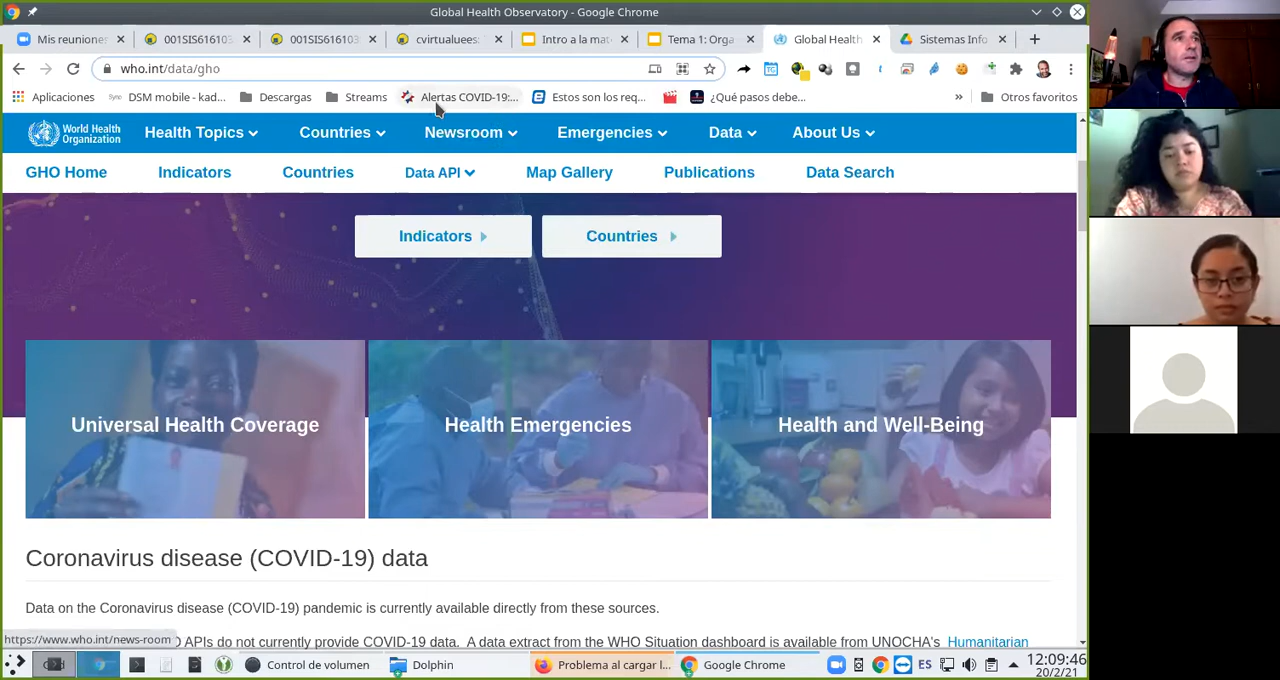 Global Health Observatory - Google Chrome
Mis reuniones
001SIS616103
001SIS616103
cvirtualuees:
Intro a la mat
Tema 1: Orga
Global Health
Sistemas Info
who.int/data/gho
Aplicaciones
DSM mobile - kad...
Descargas
Streams
Alertas COVID-19:...
Estos son los req...
¿Qué pasos debe...
»
Otros favoritos
World Health
Organization
Health Topics
Countries
Newsroom
Emergencies
Data
About Us
GHO Home
Indicators
Countries
Data API
Map Gallery
Publications
Data Search
Indicators
Countries
Universal Health Coverage
Health Emergencies
Health and Well-Being
Coronavirus disease (COVID-19) data
Data on the Coronavirus disease (COVID-19) pandemic is currently available directly from these sources.
https://www.who.int/news-room
APIs do not currently provide COVID-19 data. A data extract from the WHO Situation dashboard is available from UNOCHA's Humanitarian
Control de volumen
Dolphin
Problema al cargar l...
Google Chrome
ES
12:09:46
20/2/21